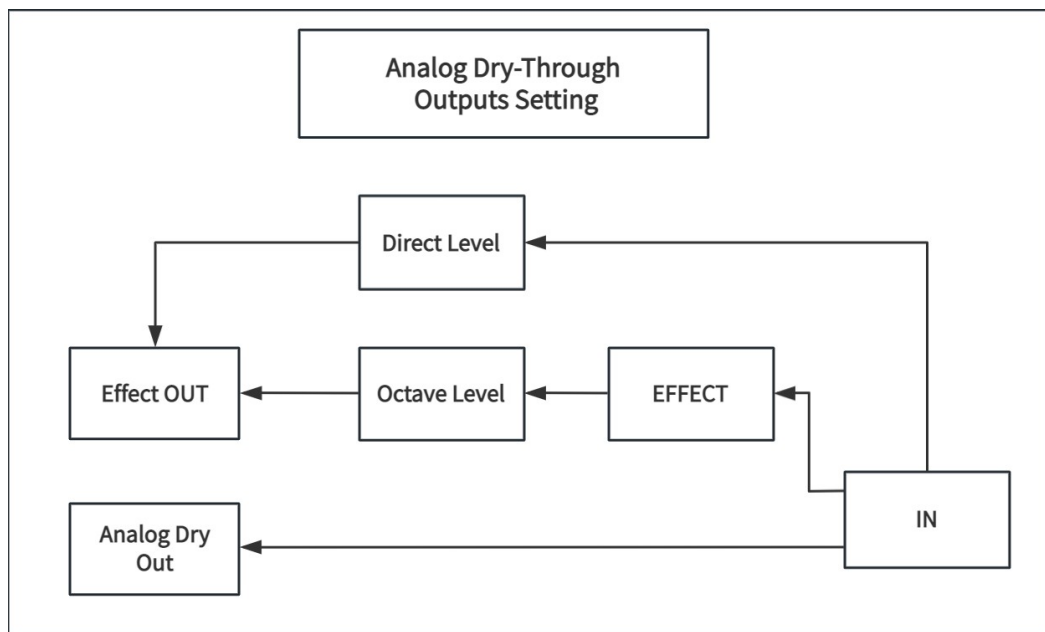 Analog Dry-Through
Outputs Setting
Direct Level
Effect OUT
Octave Level
EFFECT
IN
Analog Dry
Out